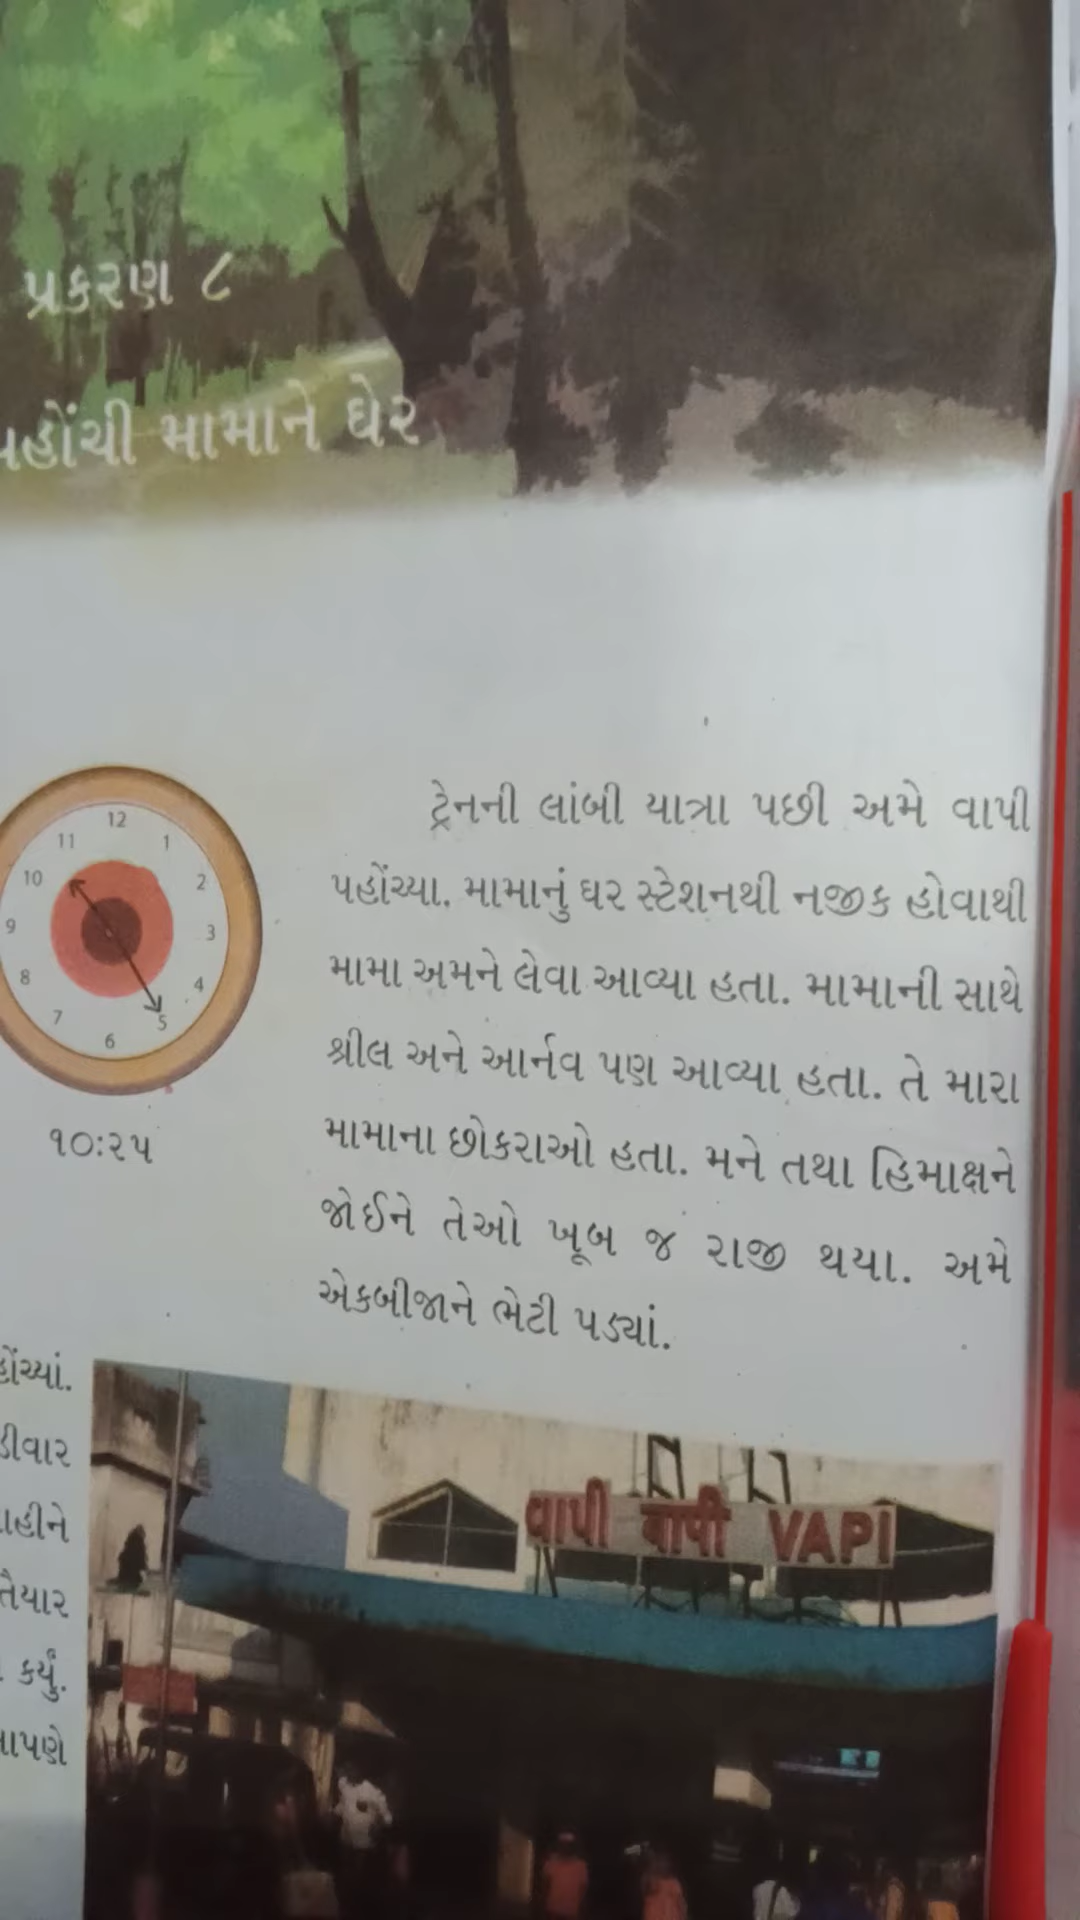 પ્રકરણ ૮
પહોંચી મામાને ઘેર
12
11 1
10 2
9 3
8 4
7 5
6
૧૦:૨૫
ટ્રેનની લાંબી યાત્રા પછી અમે વાપી
પહોંચ્યા. મામાનું ઘર સ્ટેશનથી નજીક હોવાથી
મામા અમને લેવા આવ્યા હતા. મામાની સાથે
શ્રીલ અને આર્નવ પણ આવ્યા હતા. તે મારા
મામાના છોકરાઓ હતા. મને તથા હિમાક્ષને
જોઈને તેઓ ખૂબ જ રાજી થયા. અમે
એકબીજાને ભેટી પડ્યાં.
તૈયાર
કર્યું.
વાપી वापी VAPI